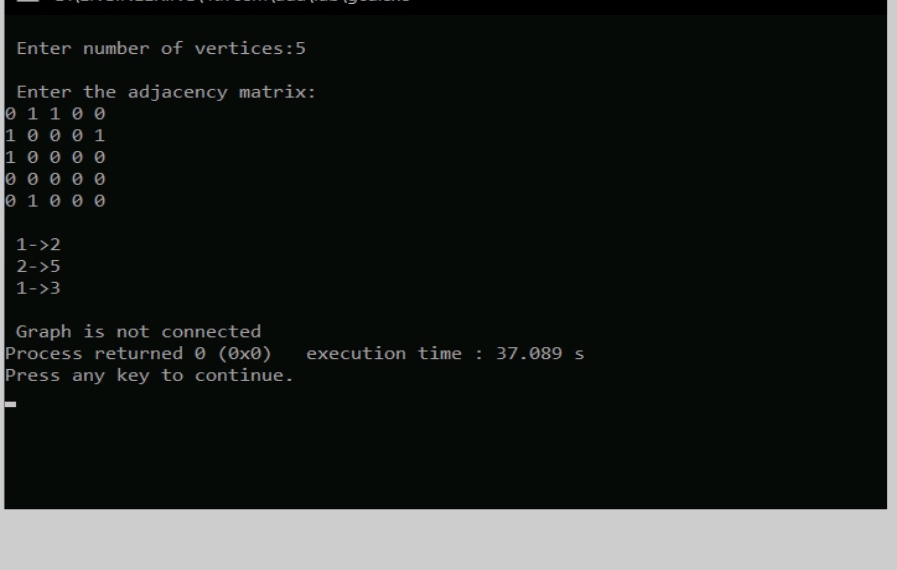 Enter number of vertices:5
Enter the adjacency matrix:
0 1 1 0 0
1 0 0 0 1
1 0 0 0 0
0 0 0 0 0
0 1 0 0 0
1->2
2->5
1->3
Graph is not connected
Process returned 0 (0x0)   execution time : 37.089 s
Press any key to continue.